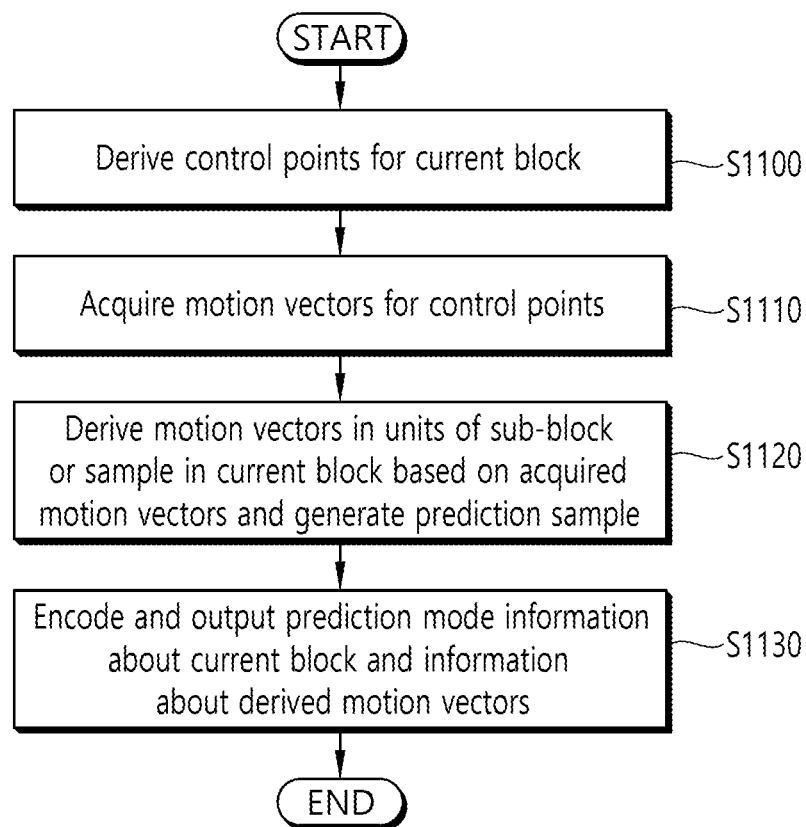 START
Derive control points for current block
S1100
Acquire motion vectors for control points
S1110
Derive motion vectors in units of sub-block
or sample in current block based on acquired
motion vectors and generate prediction sample
S1120
Encode and output prediction mode information
about current block and information
about derived motion vectors
S1130
END